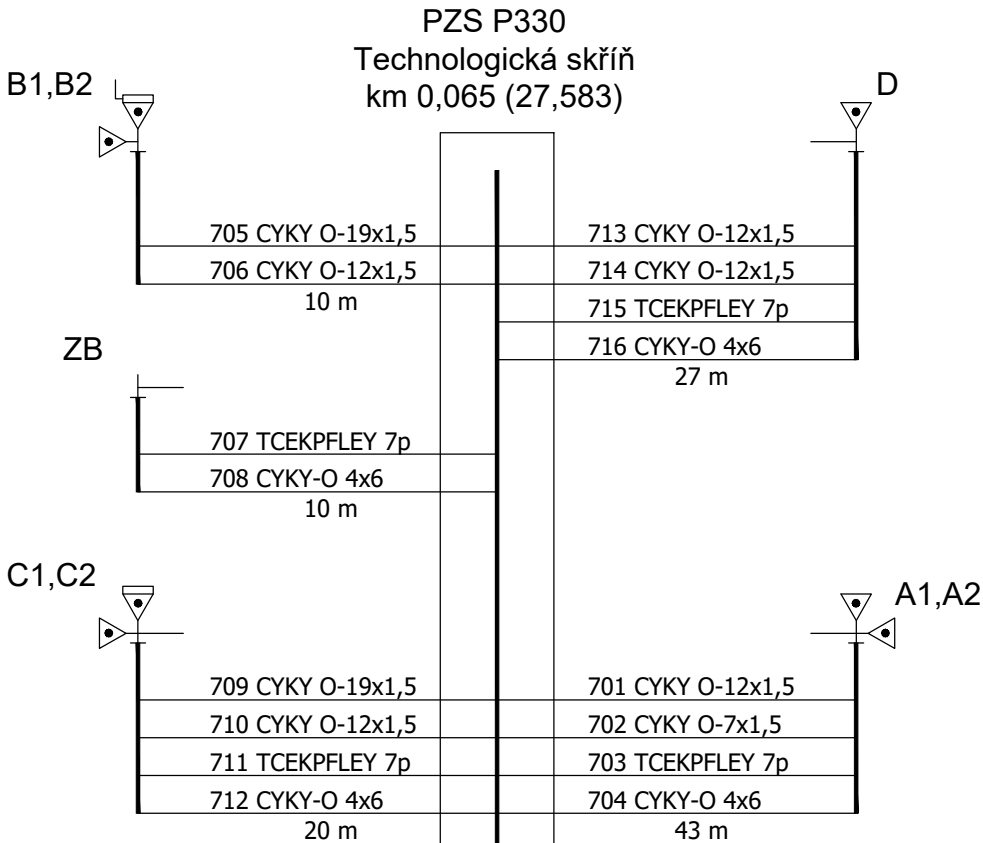 PZS P330
Technologická skříň
km 0,065 (27,583)
B1,B2
D
705 CYKY O-19x1,5
706 CYKY O-12x1,5
10 m
713 CYKY O-12x1,5
714 CYKY O-12x1,5
715 TCEKPFLEY 7p
716 CYKY-O 4x6
27 m
ZB
707 TCEKPFLEY 7p
708 CYKY-O 4x6
10 m
C1,C2
709 CYKY O-19x1,5
710 CYKY O-12x1,5
711 TCEKPFLEY 7p
712 CYKY-O 4x6
20 m
A1,A2
701 CYKY O-12x1,5
702 CYKY O-7x1,5
703 TCEKPFLEY 7p
704 CYKY-O 4x6
43 m